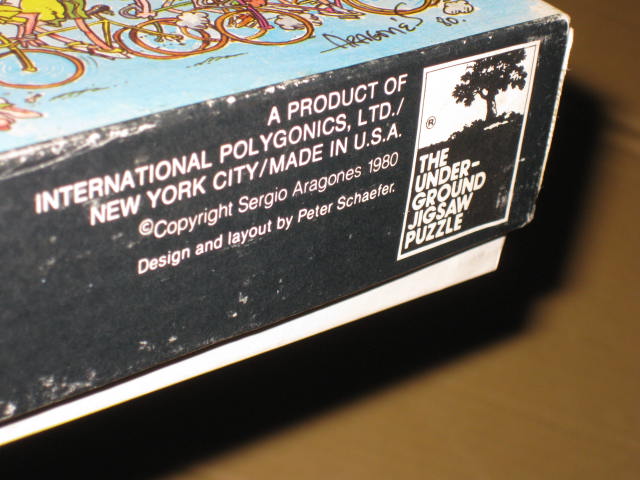 ARAGONÉS 80.
A PRODUCT OF
INTERNATIONAL POLYGONICS, LTD./
NEW YORK CITY/MADE IN U.S.A.
©Copyright Sergio Aragones 1980
Design and layout by Peter Schaefer.
®
THE
UNDER-
GROUND
JIGSAW
PUZZLE